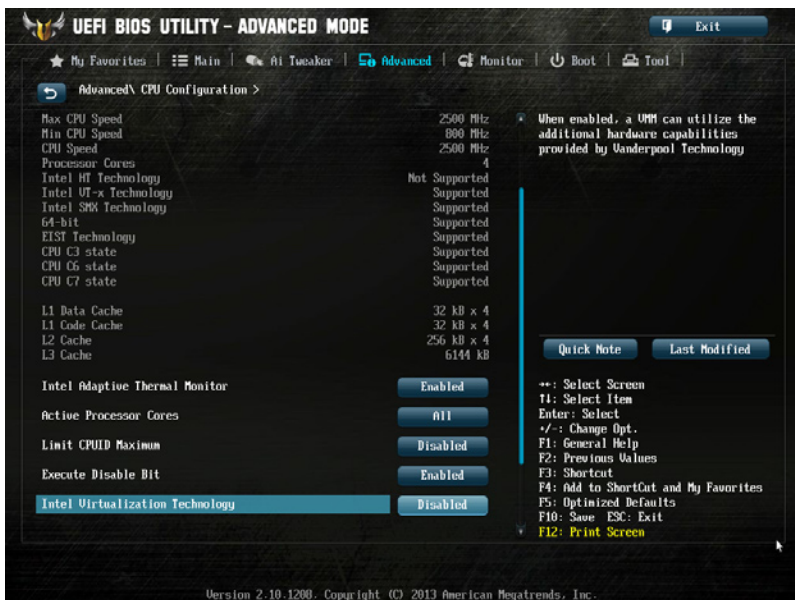 UEFI BIOS UTILITY – ADVANCED MODE
Exit
My Favorites | Main | Ai Tweaker | Advanced | Monitor | Boot | Tool
Advanced\ CPU Configuration >
Max CPU Speed 2500 MHz
Min CPU Speed 800 MHz
CPU Speed 2500 MHz
Processor Cores 4
Intel HT Technology Not Supported
Intel VT-x Technology Supported
Intel SMX Technology Supported
64-bit Supported
EIST Technology Supported
CPU C3 state Supported
CPU C6 state Supported
CPU C7 state Supported
L1 Data Cache 32 kB x 4
L1 Code Cache 32 kB x 4
L2 Cache 256 kB x 4
L3 Cache 6144 kB
Intel Adaptive Thermal Monitor Enabled
Active Processor Cores All
Limit CPUID Maximum Disabled
Execute Disable Bit Enabled
Intel Virtualization Technology Disabled
When enabled, a VMM can utilize the
additional hardware capabilities
provided by Vanderpool Technology
Quick Note
Last Modified
→←: Select Screen
↑↓: Select Item
Enter: Select
+/-: Change Opt.
F1: General Help
F2: Previous Values
F3: Shortcut
F4: Add to ShortCut and My Favorites
F5: Optimized Defaults
F10: Save ESC: Exit
F12: Print Screen
Version 2.10.1208. Copyright (C) 2013 American Megatrends, Inc.